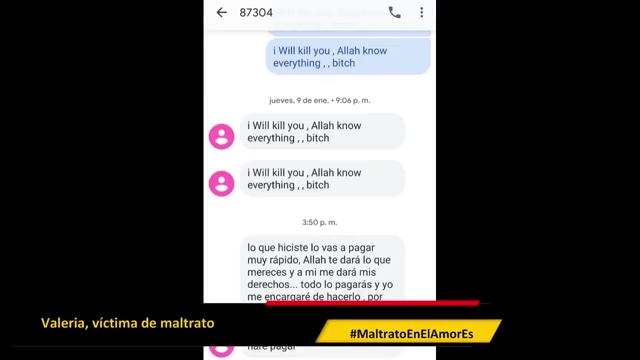 87304
i Will kill you , Allah know
everything , , bitch
jueves, 9 de ene. • 9:06 p. m.
i Will kill you , Allah know
everything , , bitch
i Will kill you , Allah know
everything , , bitch
3:50 p. m.
lo que hiciste lo vas a pagar
muy rápido, Allah te dará lo que
mereces y a mi me dará mis
derechos... todo lo pagarás y yo
me encargaré de hacerlo , por
pagar
Valeria, víctima de maltrato
#MaltratoEnElAmorEs